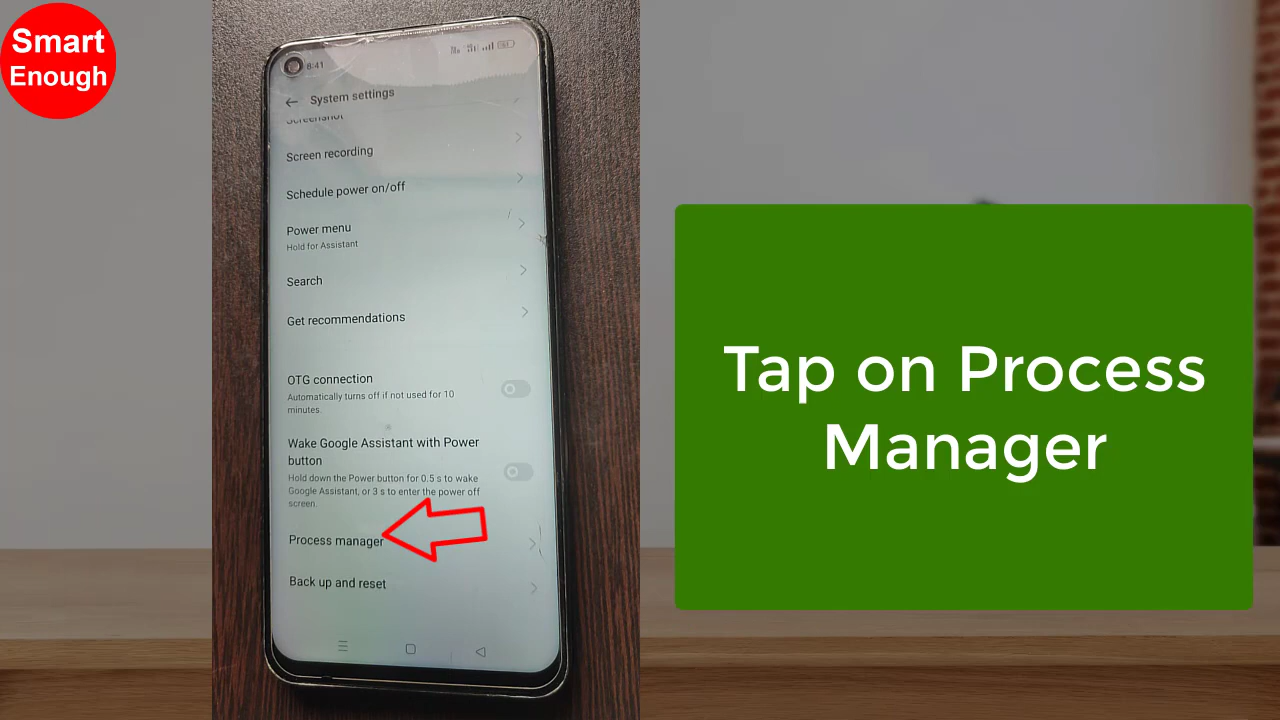 Smart
Enough
8:41
System settings
Screenshot
Screen recording
Schedule power on/off
Power menu
Hold for Assistant
Search
Get recommendations
OTG connection
Automatically turns off if not used for 10
minutes.
Wake Google Assistant with Power
button
Hold down the Power button for 0.5 s to wake
Google Assistant, or 3 s to enter the power off
screen.
Process manager
Back up and reset
Tap on Process
Manager